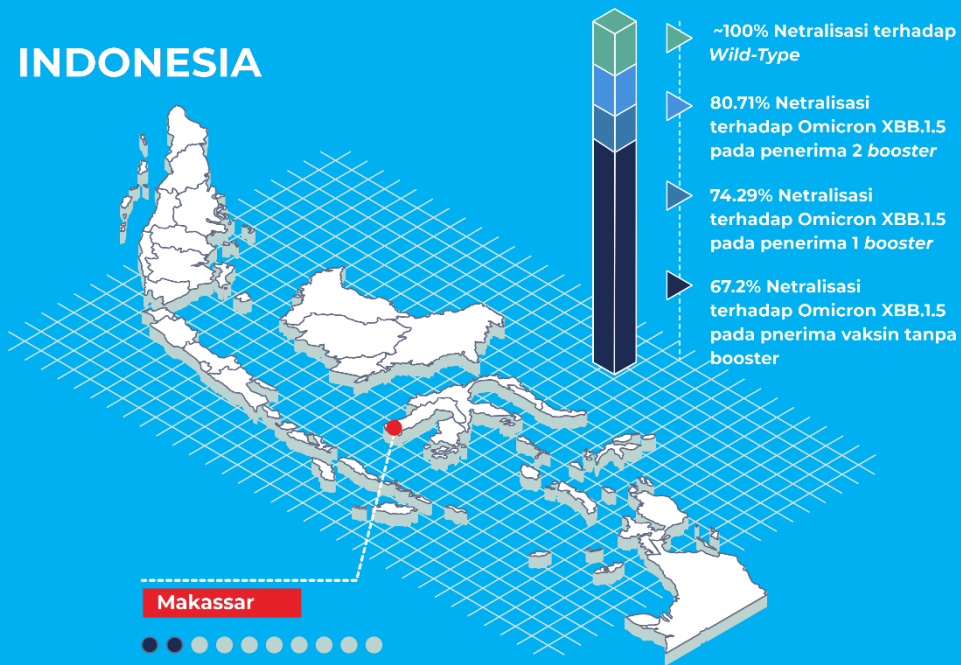 INDONESIA
~100% Netralisasi terhadap
Wild-Type
80.71% Netralisasi
terhadap Omicron XBB.1.5
pada penerima 2 booster
74.29% Netralisasi
terhadap Omicron XBB.1.5
pada penerima 1 booster
67.2% Netralisasi
terhadap Omicron XBB.1.5
pada pnerima vaksin tanpa
booster
Makassar